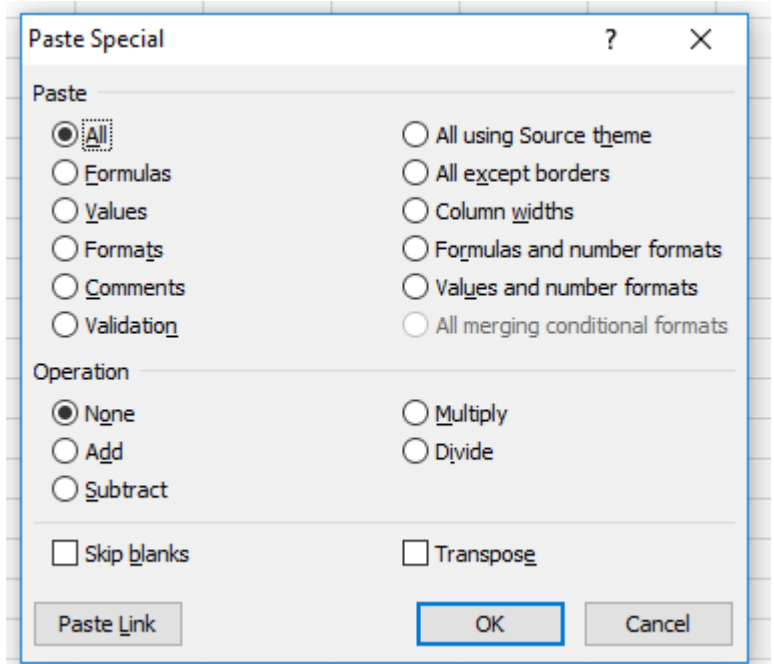 Paste Special ?
Paste
All
All using Source theme
Formulas
All except borders
Values
Column widths
Formats
Formulas and number formats
Comments
Values and number formats
Validation
All merging conditional formats
Operation
None
Multiply
Add
Divide
Subtract
Skip blanks
Transpose
Paste Link
OK
Cancel